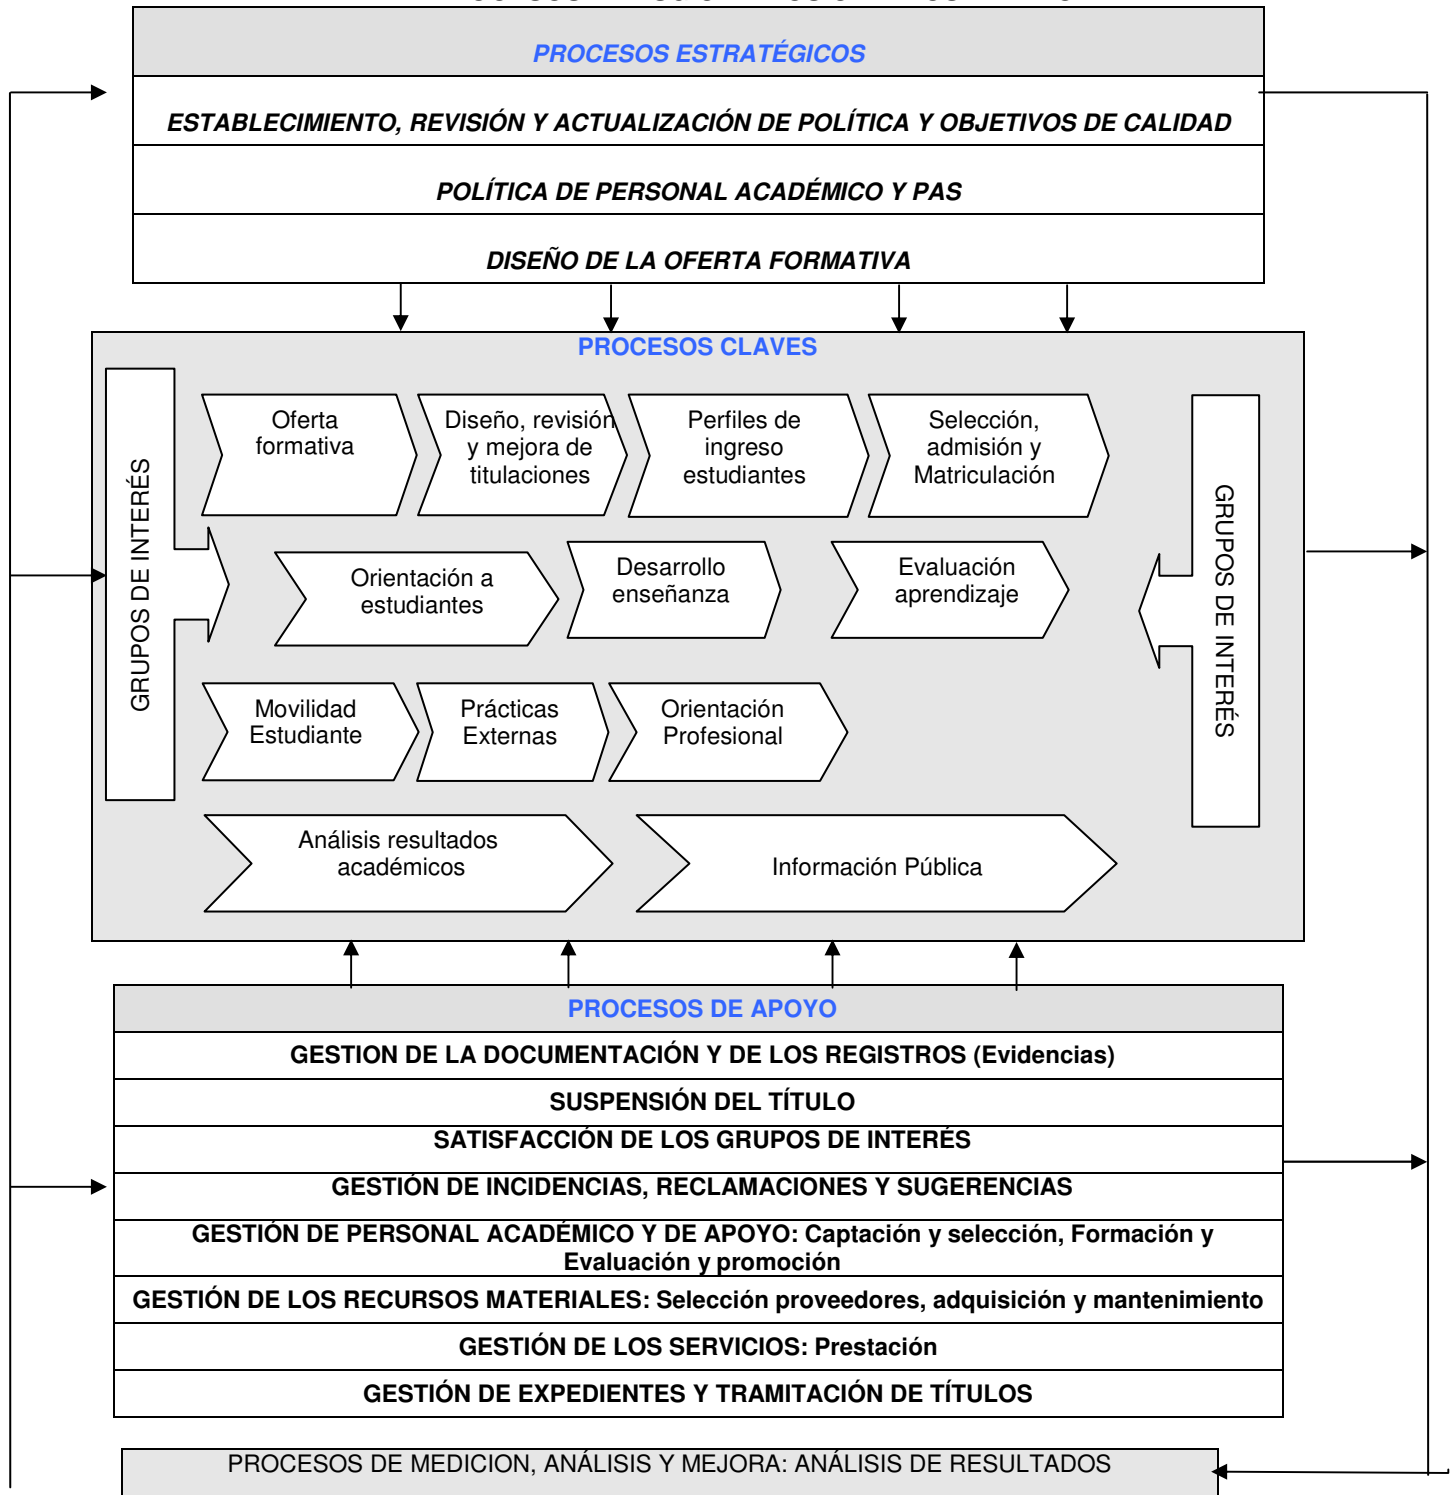 PROCESOS ESTRATÉGICOS
ESTABLECIMIENTO, REVISIÓN Y ACTUALIZACIÓN DE POLÍTICA Y OBJETIVOS DE CALIDAD
POLÍTICA DE PERSONAL ACADÉMICO Y PAS
DISEÑO DE LA OFERTA FORMATIVA
PROCESOS CLAVES
GRUPOS DE INTERÉS
Oferta
formativa
Diseño, revisión
y mejora de
titulaciones
Perfiles de
ingreso
estudiantes
Selección,
admisión y
Matriculación
GRUPOS DE INTERÉS
Orientación a
estudiantes
Desarrollo
enseñanza
Evaluación
aprendizaje
Movilidad
Estudiante
Prácticas
Externas
Orientación
Profesional
Análisis resultados
académicos
Información Pública
PROCESOS DE APOYO
GESTION DE LA DOCUMENTACIÓN Y DE LOS REGISTROS (Evidencias)
SUSPENSIÓN DEL TÍTULO
SATISFACCIÓN DE LOS GRUPOS DE INTERÉS
GESTIÓN DE INCIDENCIAS, RECLAMACIONES Y SUGERENCIAS
GESTIÓN DE PERSONAL ACADÉMICO Y DE APOYO: Captación y selección, Formación y
Evaluación y promoción
GESTIÓN DE LOS RECURSOS MATERIALES: Selección proveedores, adquisición y mantenimiento
GESTIÓN DE LOS SERVICIOS: Prestación
GESTIÓN DE EXPEDIENTES Y TRAMITACIÓN DE TÍTULOS
PROCESOS DE MEDICION, ANÁLISIS Y MEJORA: ANÁLISIS DE RESULTADOS